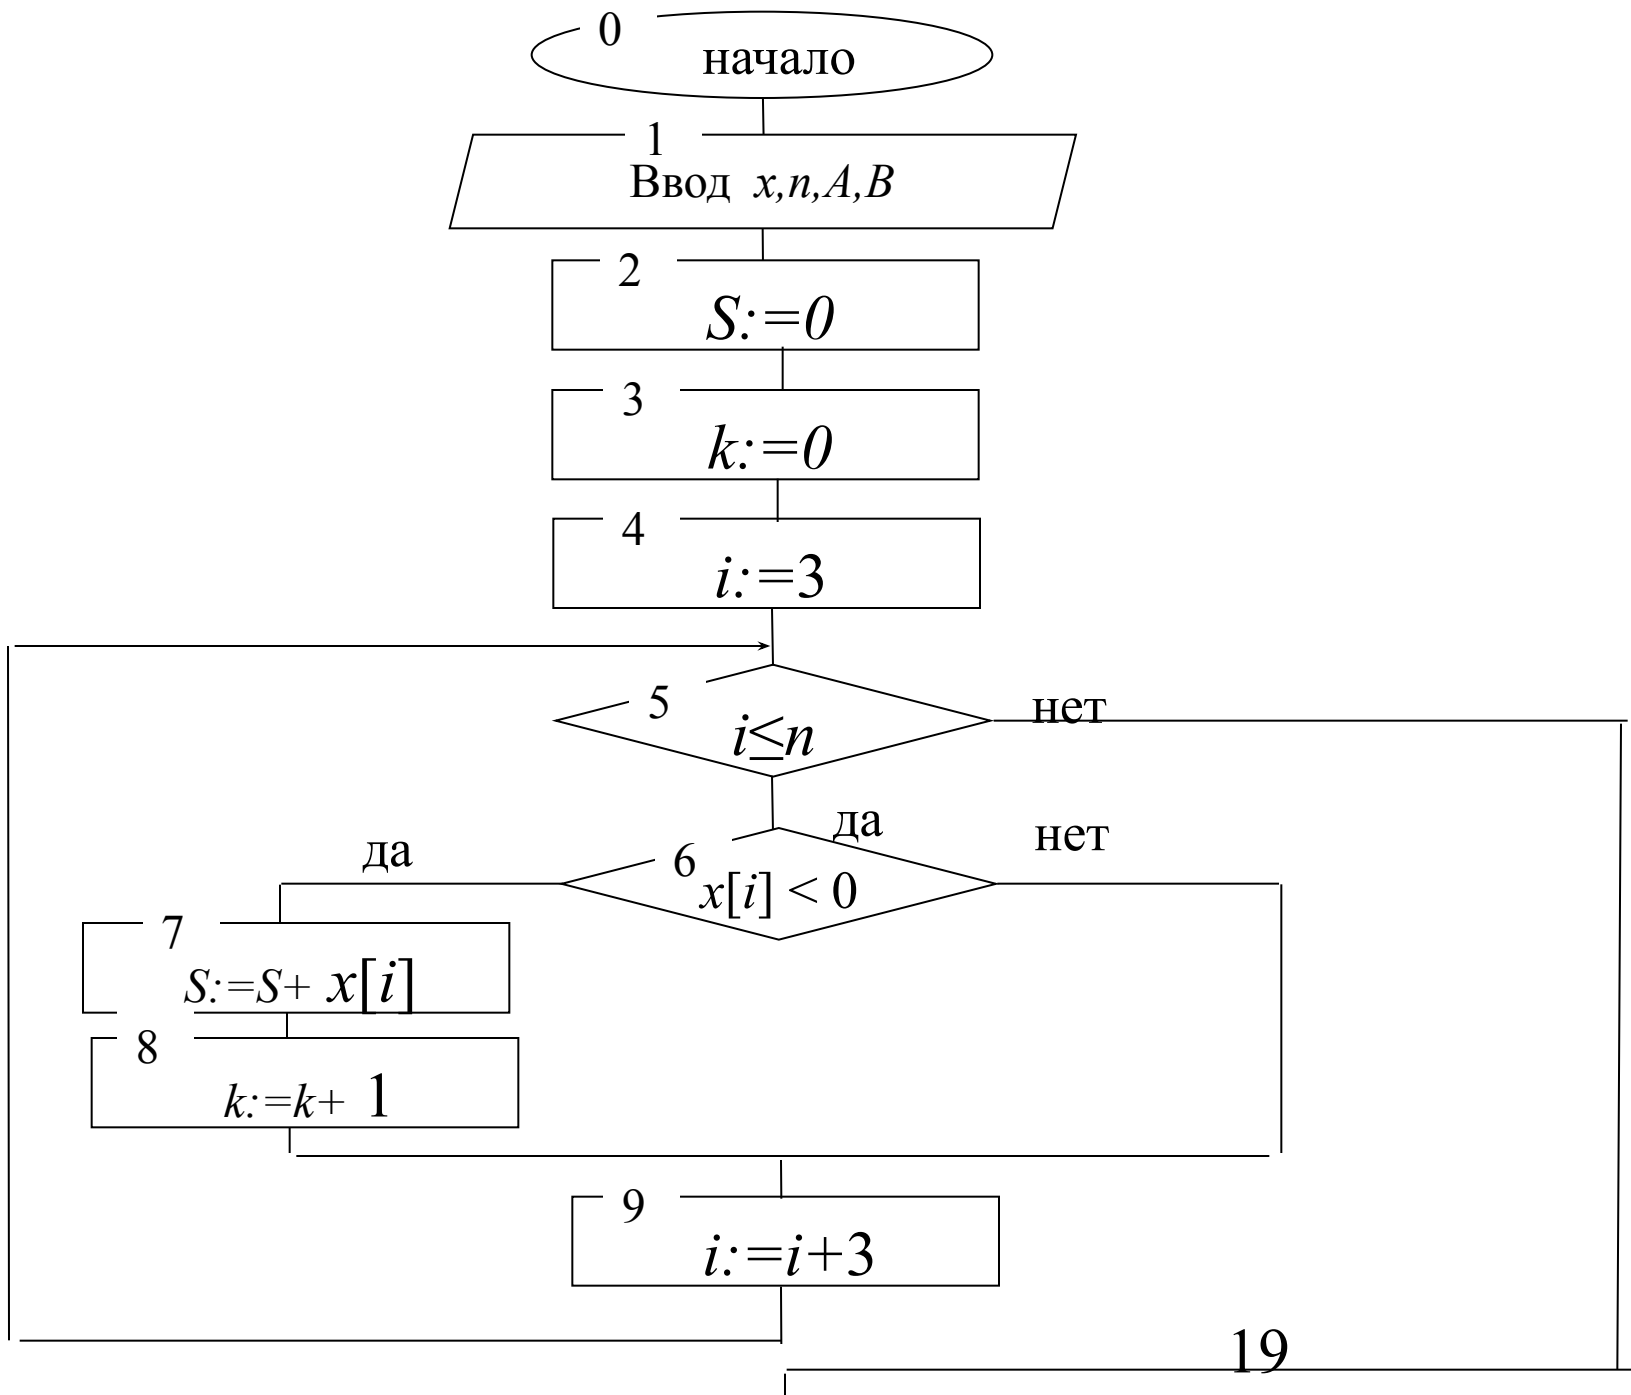 0
начало
1
Ввод x,n,A,B
2
S:=0
3
k:=0
4
i:=3
5
i≤n
нет
да
6
x[i] < 0
да
нет
7
S:=S+ x[i]
8
k:=k+ 1
9
i:=i+3
19